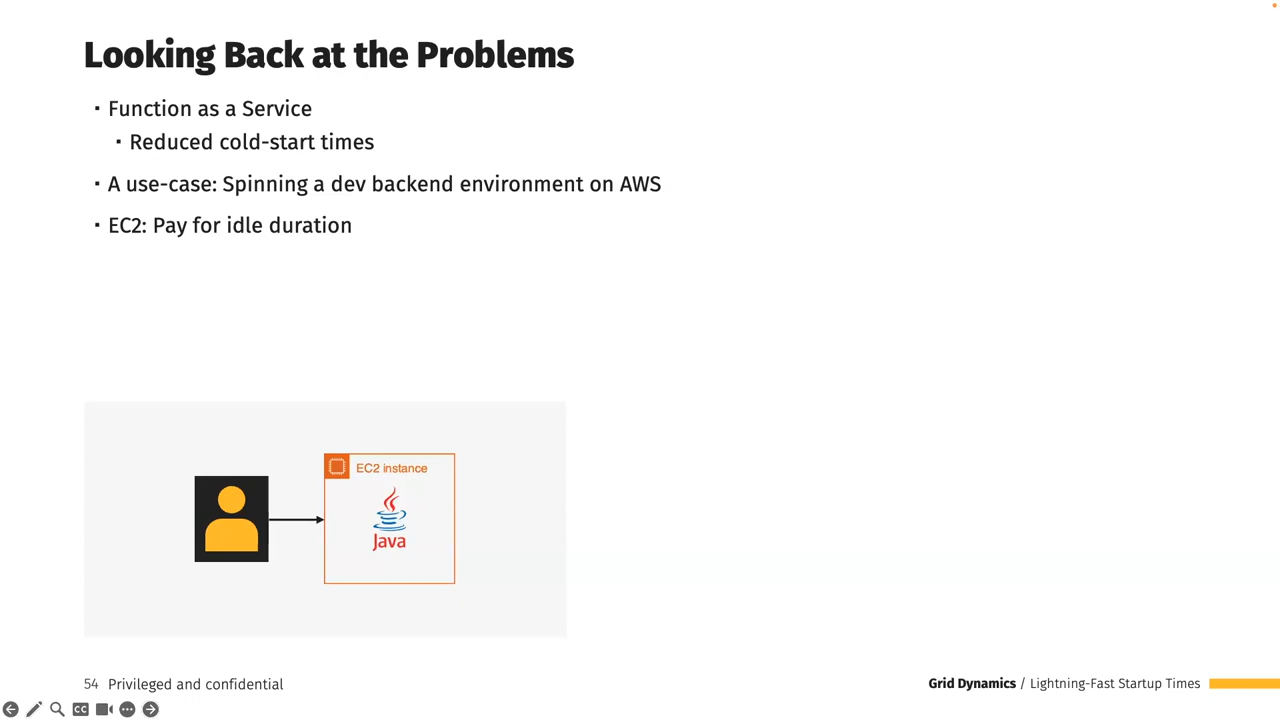 Looking Back at the Problems
Function as a Service
Reduced cold-start times
A use-case: Spinning a dev backend environment on AWS
EC2: Pay for idle duration
EC2 instance
Java
54 Privileged and confidential
Grid Dynamics / Lightning-Fast Startup Times
CC